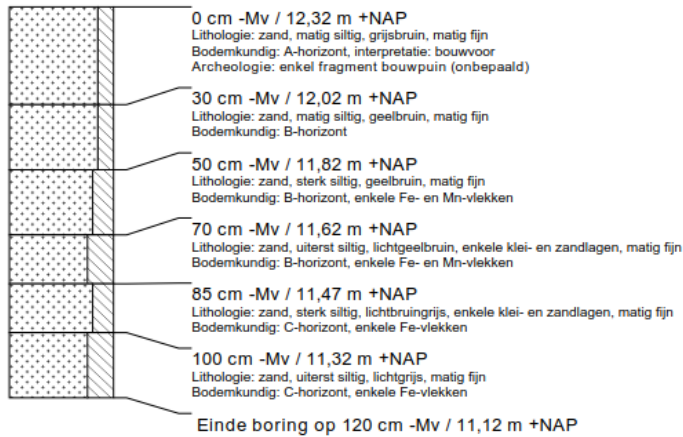 0 cm -Mv / 12,32 m +NAP
Lithologie: zand, matig siltig, grijsbruin, matig fijn
Bodemkundig: A-horizont, interpretatie: bouwvoor
Archeologie: enkel fragment bouwpuin (onbepaald)
30 cm -Mv / 12,02 m +NAP
Lithologie: zand, matig siltig, geelbruin, matig fijn
Bodemkundig: B-horizont
50 cm -Mv / 11,82 m +NAP
Lithologie: zand, sterk siltig, geelbruin, matig fijn
Bodemkundig: B-horizont, enkele Fe- en Mn-vlekken
70 cm -Mv / 11,62 m +NAP
Lithologie: zand, uiterst siltig, lichtgeelbruin, enkele klei- en zandlagen, matig fijn
Bodemkundig: B-horizont, enkele Fe- en Mn-vlekken
85 cm -Mv / 11,47 m +NAP
Lithologie: zand, sterk siltig, lichtbruingrijs, enkele klei- en zandlagen, matig fijn
Bodemkundig: C-horizont, enkele Fe-vlekken
100 cm -Mv / 11,32 m +NAP
Lithologie: zand, uiterst siltig, lichtgrijs, matig fijn
Bodemkundig: C-horizont, enkele Fe-vlekken
Einde boring op 120 cm -Mv / 11,12 m +NAP